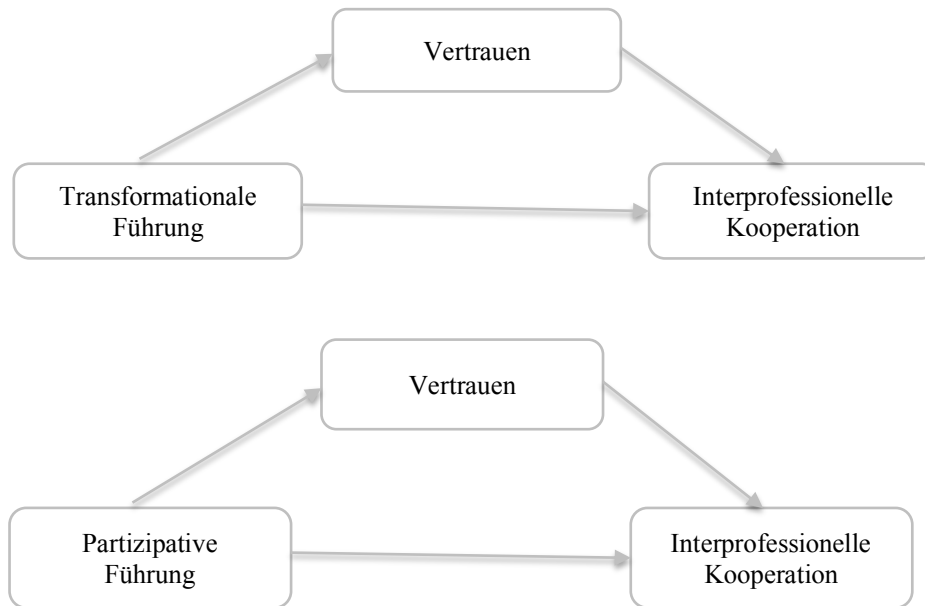 Vertrauen
Transformationale
Führung
Interprofessionelle
Kooperation
Vertrauen
Partizipative
Führung
Interprofessionelle
Kooperation